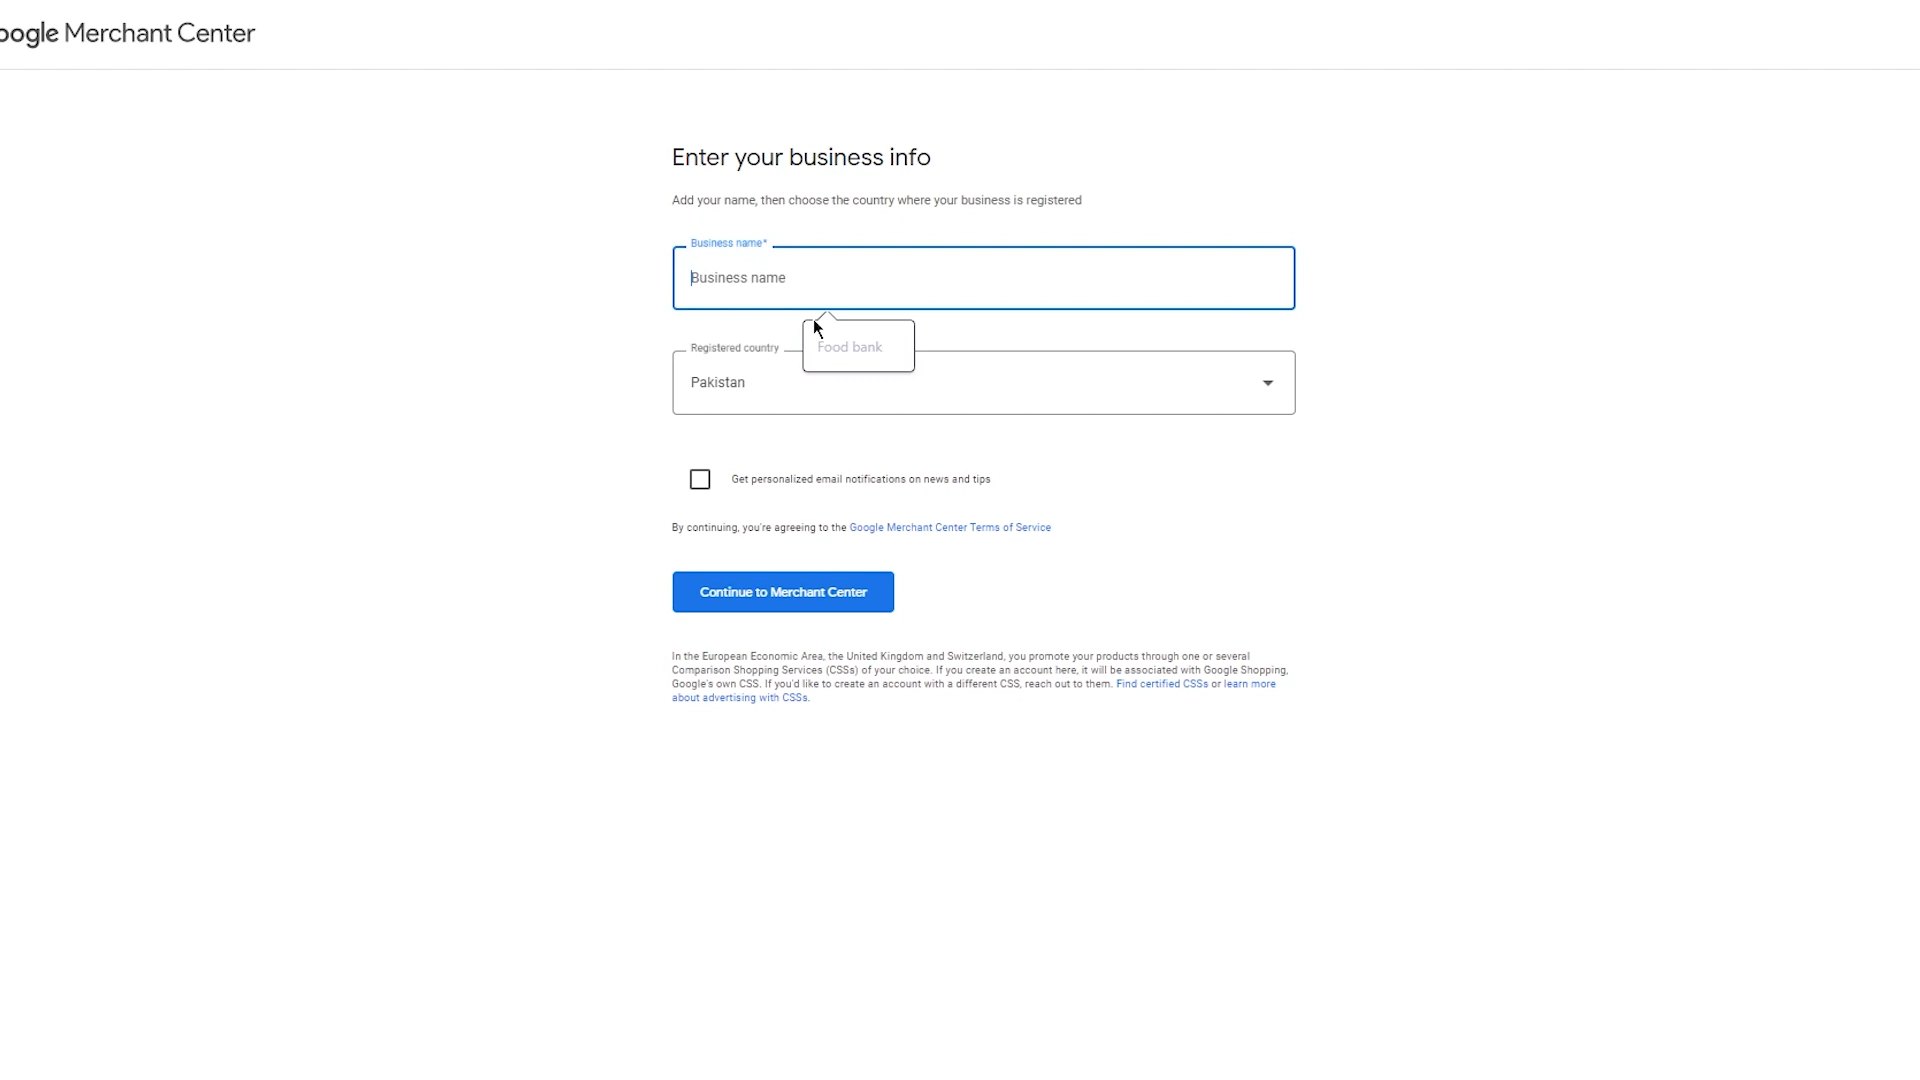 oogle Merchant Center
Enter your business info
Add your name, then choose the country where your business is registered
Business name*
Business name
Food bank
Registered country
Pakistan
Get personalized email notifications on news and tips
By continuing, you're agreeing to the Google Merchant Center Terms of Service
Continue to Merchant Center
In the European Economic Area, the United Kingdom and Switzerland, you promote your products through one or several
Comparison Shopping Services (CSSs) of your choice. If you create an account here, it will be associated with Google Shopping,
Google's own CSS. If you'd like to create an account with a different CSS, reach out to them. Find certified CSSs or learn more
about advertising with CSSs.